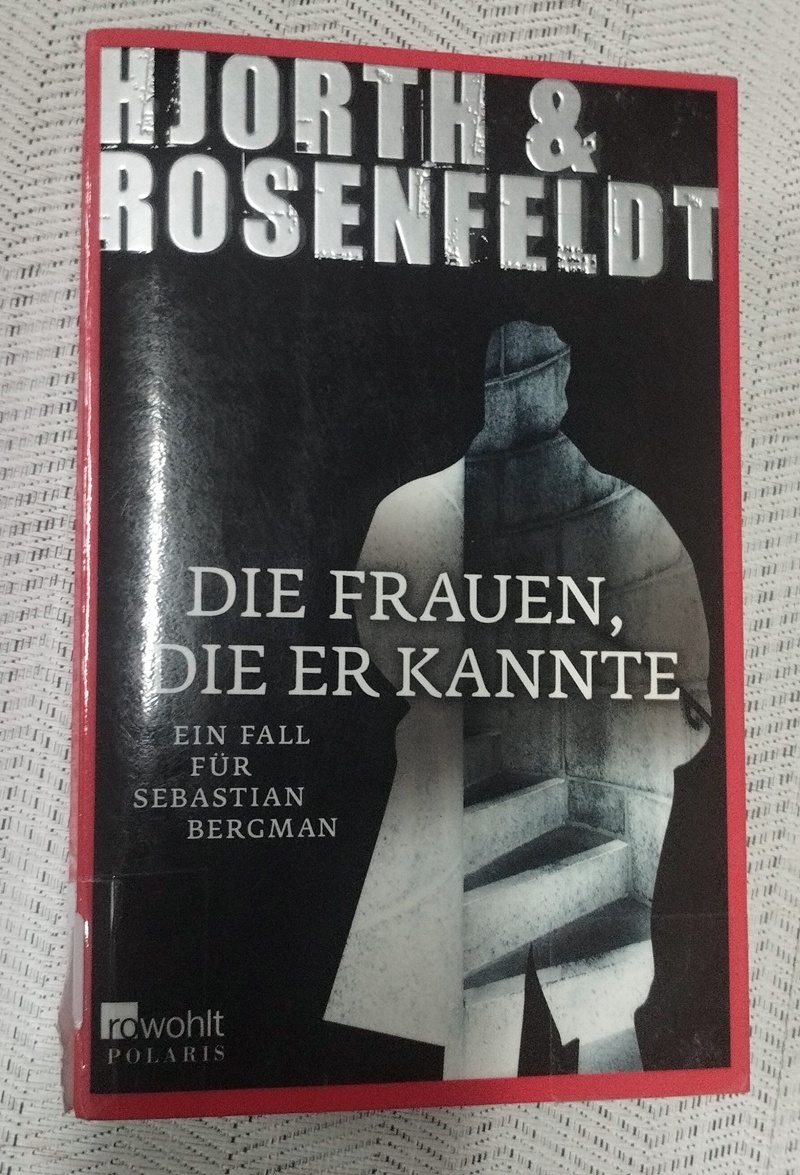 HJORTH &
ROSENFELDT
DIE FRAUEN,
DIE ER KANNTE
EIN FALL
FÜR
SEBASTIAN
BERGMAN
rowohlt
POLARIS